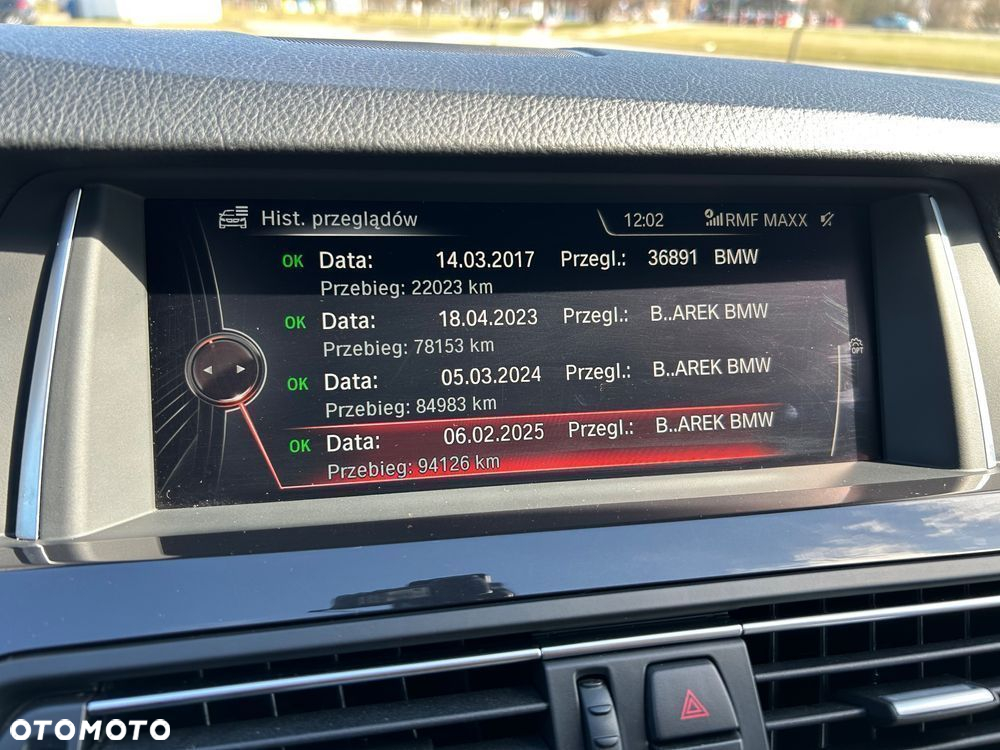 Hist. przeglądów 12:02 RMF MAXX
OK Data: 14.03.2017 Przegl.: 36891 BMW
Przebieg: 22023 km
OK Data: 18.04.2023 Przegl.: B..AREK BMW
Przebieg: 78153 km
OK Data: 05.03.2024 Przegl.: B..AREK BMW
Przebieg: 84983 km
OK Data: 06.02.2025 Przegl.: B..AREK BMW
Przebieg: 94126 km
OPT
OTOMOTO